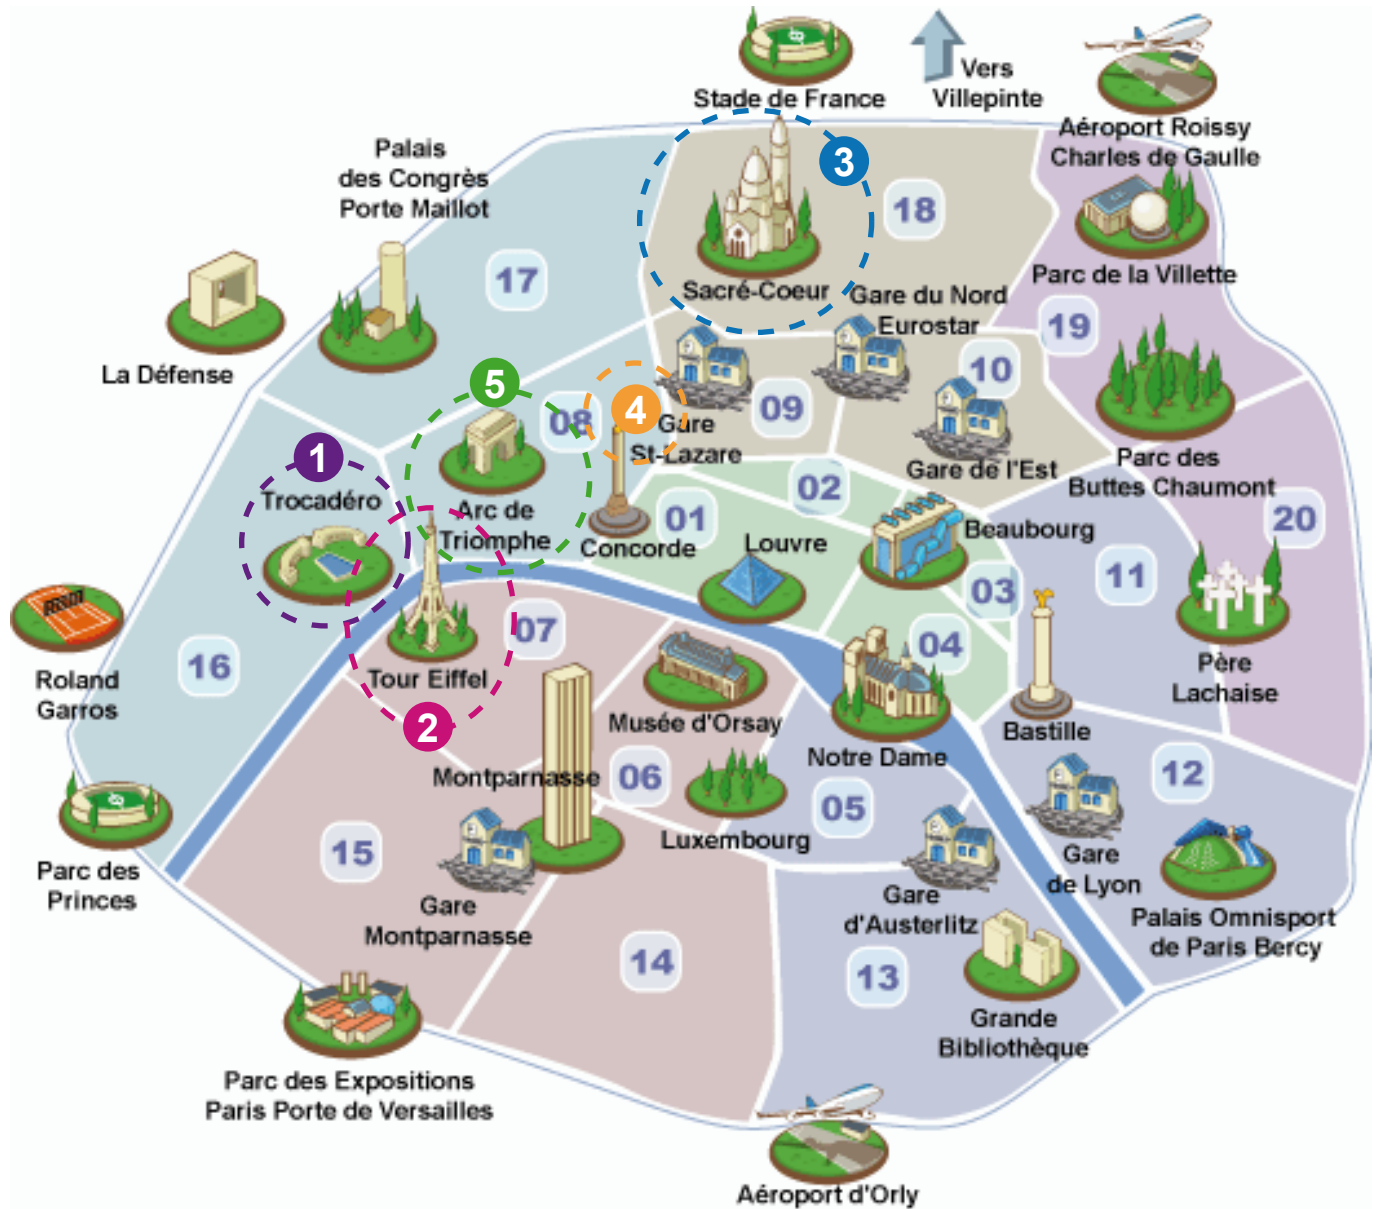 Stade de France
Vers
Villepinte
Aéroport Roissy
Charles de Gaulle
Palais
des Congrès
Porte Maillot
3
18
17
Parc de la Villette
Sacré-Coeur
Gare du Nord
Eurostar
19
La Défense
5
10
08
4
09
Gare
St-Lazare
Gare de l'Est
Parc des
Buttes Chaumont
1
Trocadéro
02
Arc de
Triomphe
01
Concorde
Louvre
Beaubourg
20
11
03
07
04
16
Tour Eiffel
2
Roland
Garros
Musée d'Orsay
Notre Dame
Bastille
Père
Lachaise
Montparnasse
06
05
12
Luxembourg
15
Parc des
Princes
Gare
Montparnasse
Gare
d'Austerlitz
Gare
de Lyon
Palais Omnisport
de Paris Bercy
14
13
Grande
Bibliothèque
Parc des Expositions
Paris Porte de Versailles
Aéroport d'Orly